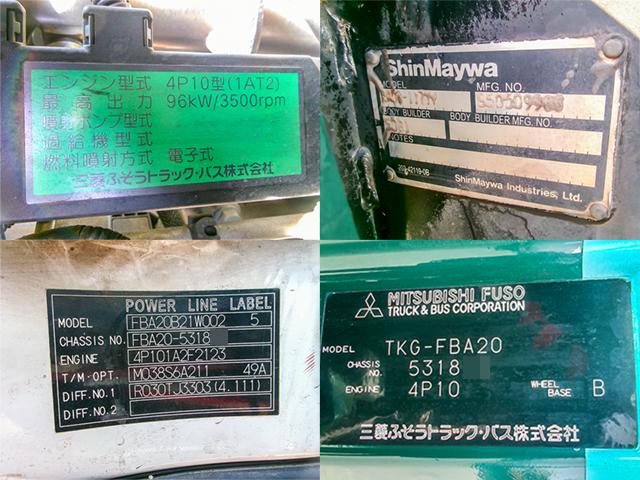 エンジン型式 4P10型(1AT2)
最高出力 96kW/3500rpm
噴射ポンプ型式
過給機型式
燃料噴射方式 電子式
三菱ふそうトラック・バス株式会社
ShinMaywa
MODEL MFG. NO.
BODY BUILDER BODY BUILDER MFG. NO.
NOTES
ShinMaywa Industries, Ltd.
POWER LINE LABEL
MODEL FBA20B21W002 5
CHASSIS NO. FBA20-5318
ENGINE 4P101A2F2123
T/M-OPT. M038S6A211 49A
DIFF. NO.1 R030TJ3303(4.111)
DIFF. NO.2
MITSUBISHI FUSO
TRUCK & BUS CORPORATION
MODEL TKG-FBA20
CHASSIS NO. 5318
ENGINE 4P10 WHEEL BASE B
三菱ふそうトラック・バス株式会社